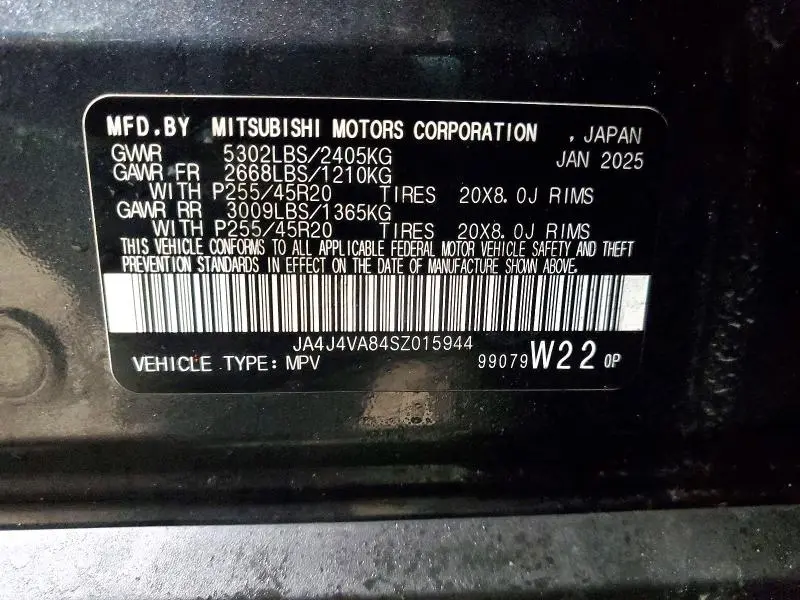 MFD.BY MITSUBISHI MOTORS CORPORATION , JAPAN
GVWR 5302LBS/2405KG JAN 2025
GAWR FR 2668LBS/1210KG
WITH P255/45R20 TIRES 20X8.0J RIMS
GAWR RR 3009LBS/1365KG
WITH P255/45R20 TIRES 20X8.0J RIMS
THIS VEHICLE CONFORMS TO ALL APPLICABLE FEDERAL MOTOR VEHICLE SAFETY AND THEFT
PREVENTION STANDARDS IN EFFECT ON THE DATE OF MANUFACTURE SHOWN ABOVE.
JA4J4VA84SZ015944
VEHICLE TYPE: MPV 99079 W22 0P